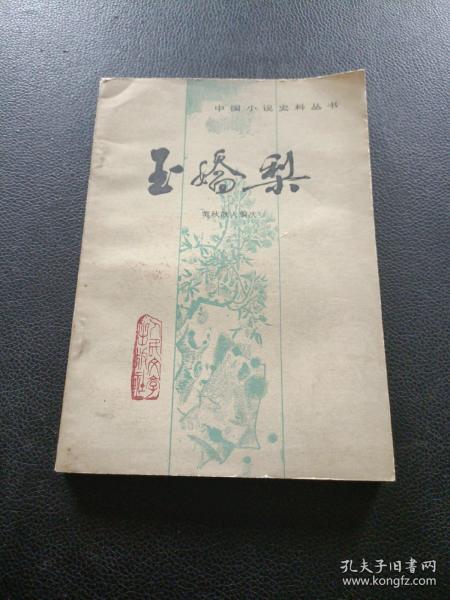 中国小说史料丛书
玉嬌梨
荑秋散人编次
人民文学
出版社
孔夫子旧书网
www.kongfz.com